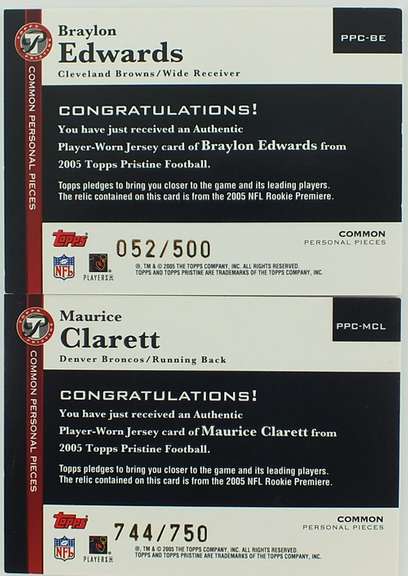 Braylon
Edwards
Cleveland Browns/Wide Receiver
PPC-BE
COMMON PERSONAL PIECES
CONGRATULATIONS!
You have just received an Authentic
Player-Worn Jersey card of Braylon Edwards from
2005 Topps Pristine Football.
Topps pledges to bring you closer to the game and its leading players.
The relic contained on this card is from the 2005 NFL Rookie Premiere.
Topps
052/500
COMMON
PERSONAL PIECES
NFL
PLAYERS
®, TM & © 2005 THE TOPPS COMPANY, INC. ALL RIGHTS RESERVED.
TOPPS AND TOPPS PRISTINE ARE TRADEMARKS OF THE TOPPS COMPANY, INC.
Maurice
Clarett
Denver Broncos/Running Back
PPC-MCL
COMMON PERSONAL PIECES
CONGRATULATIONS!
You have just received an Authentic
Player-Worn Jersey card of Maurice Clarett from
2005 Topps Pristine Football.
Topps pledges to bring you closer to the game and its leading players.
The relic contained on this card is from the 2005 NFL Rookie Premiere.
Topps
744/750
COMMON
PERSONAL PIECES
NFL
PLAYERS
®, TM & © 2005 THE TOPPS COMPANY, INC. ALL RIGHTS RESERVED.
TOPPS AND TOPPS PRISTINE ARE TRADEMARKS OF THE TOPPS COMPANY, INC.